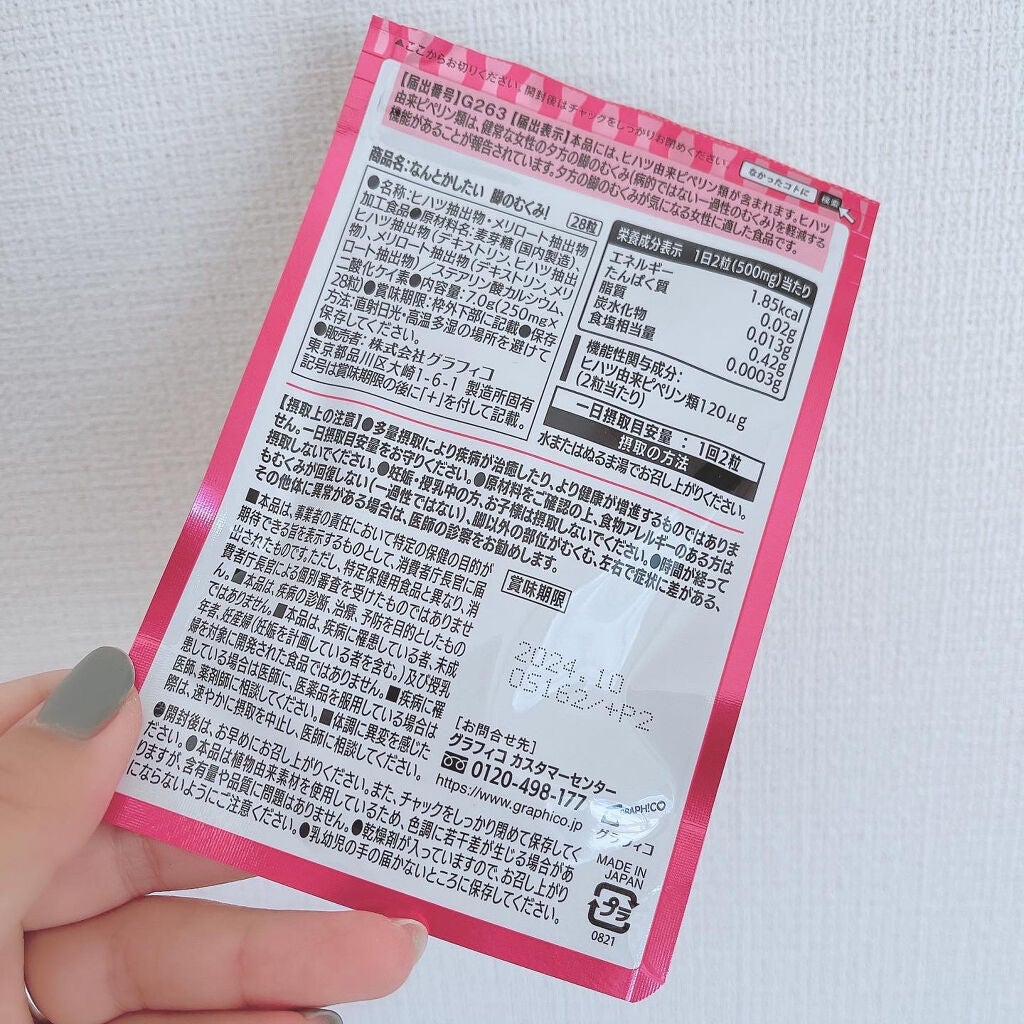 ▲ここからお切りください。開封後はチャックをしっかりお閉めください
なかったコトに 検索
【届出番号】G263【届出表示】本品には、ヒハツ由来ピペリン類が含まれます。ヒハツ
由来ピペリン類は、健常な女性の夕方の脚のむくみ(病的ではない一過性のむくみ)を軽減する
機能があることが報告されています。夕方の脚のむくみが気になる女性に適した食品です。
商品名:なんとかしたい 脚のむくみ!
28粒
●名称:ヒハツ抽出物・メリロート抽出物
加工食品●原材料名:麦芽糖(国内製造)、
ヒハツ抽出物(デキストリン、ヒハツ抽出
物)、メリロート抽出物(デキストリン、メリ
ロート抽出物)/ステアリン酸カルシウム、
二酸化ケイ素●内容量:7.0g(250mg×
28粒)●賞味期限:枠外下部に記載●保存
方法:直射日光・高温多湿の場所を避けて
保存してください。
●販売者:株式会社グラフィコ
東京都品川区大崎1-6-1 製造所固有
記号は賞味期限の後に「+」を付して記載。
栄養成分表示 1日2粒(500mg)当たり
エネルギー 1.85kcal
たんぱく質 0.02g
脂質 0.013g
炭水化物 0.42g
食塩相当量 0.0003g
機能性関与成分:
ヒハツ由来ピペリン類120μg
(2粒当たり)
一日摂取目安量:1回2粒
摂取の方法
水またはぬるま湯でお召し上がりください。
【摂取上の注意】●多量摂取により疾病が治癒したり、より健康が増進するものではありま
せん。一日摂取目安量をお守りください。●原材料をご確認の上、食物アレルギーのある方は
摂取しないでください。●妊娠・授乳中の方、お子様は摂取しないでください。●時間が経って
もむくみが回復しない(一過性ではない)、脚以外の部位がむくむ、左右で症状に差がある、
その他体に異常がある場合は、医師の診察をお勧めします。
■本品は、事業者の責任において特定の保健の目的が
期待できる旨を表示するものとして、消費者庁長官に届
出されたものです。ただし、特定保健用食品と異なり、消
費者庁長官による個別審査を受けたものではありませ
ん。■本品は、疾病の診断、治療、予防を目的としたもの
ではありません。■本品は、疾病に罹患している者、未成
年者、妊産婦(妊娠を計画している者を含む。)及び授乳
婦を対象に開発された食品ではありません。■疾病に罹
患している場合は医師に、医薬品を服用している場合は
医師、薬剤師に相談してください。■体調に異変を感じた
際は、速やかに摂取を中止し、医師に相談してください。
賞味期限
2024.10
09162/+P2
[お問合せ先]
グラフィコ カスタマーセンター
0120-498-177
https://www.graphico.jp
GRAPHICO
グラフィコ
●開封後は、お早めにお召し上がりください。また、チャックをしっかり閉めて保存してく
ださい。●本品は植物由来素材を使用しているため、色調に若干差が生じる場合があ
りますが、含有量や品質に問題はありません。●乾燥剤が入っていますので、お召し上がり
にならないようにご注意ください。●乳幼児の手の届かないところに保存してください。
MADE IN
JAPAN
プラ
0821